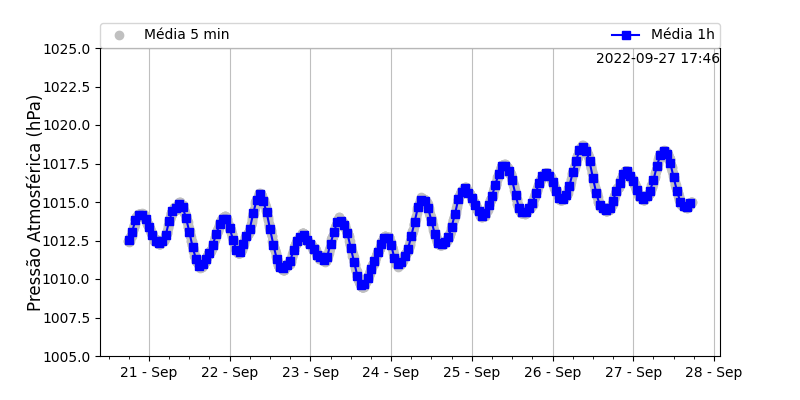 Média 5 min
Média 1h
2022-09-27 17:46
Pressão Atmosférica (hPa)
1025.0
1022.5
1020.0
1017.5
1015.0
1012.5
1010.0
1007.5
1005.0
21 - Sep
22 - Sep
23 - Sep
24 - Sep
25 - Sep
26 - Sep
27 - Sep
28 - Sep